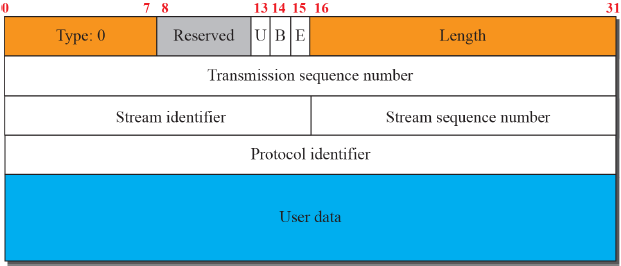 0 7 8 13 14 15 16 31
Type: 0 Reserved U B E Length
Transmission sequence number
Stream identifier Stream sequence number
Protocol identifier
User data